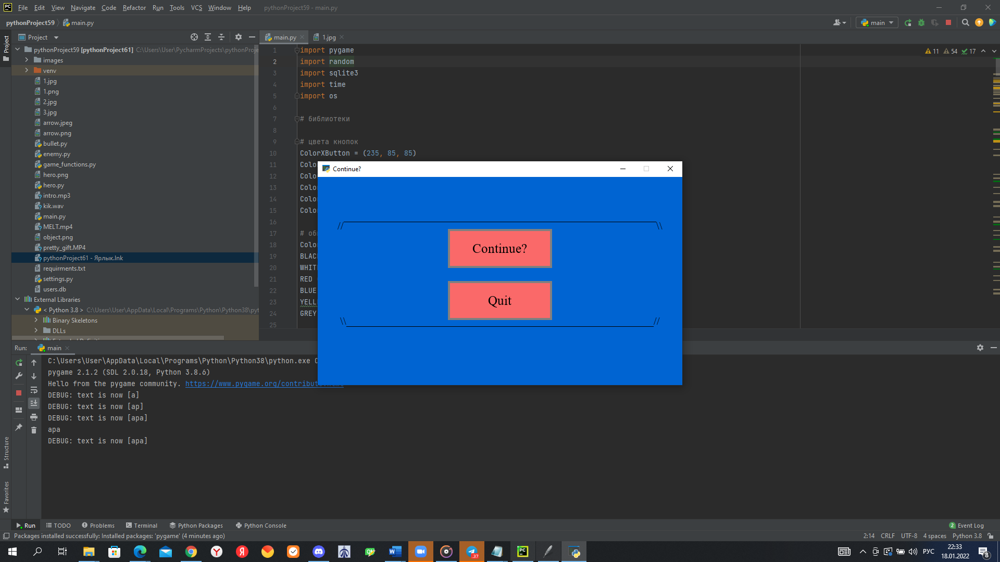 PC File Edit View Navigate Code Refactor Run Tools VCS Window Help pythonProject59 - main.py
pythonProject59 main.py main
Project
Project
main.py 1.jpg
pythonProject59 [pythonProject61] C:\Users\User\PycharmProjects\pythonProje
images
venv
1.jpg
1.png
2.jpg
3.jpg
arrow.jpeg
arrow.png
bullet.py
enemy.py
game_functions.py
hero.png
hero.py
intro.mp3
kik.wav
main.py
MELT.mp4
object.png
pretty_gift.MP4
pythonProject61 - Ярлык.lnk
requirments.txt
settings.py
users.db
External Libraries
< Python 3.8 > C:\Users\User\AppData\Local\Programs\Python\Python38\pyt
Binary Skeletons
DLLs
11 54 17
1 import pygame
2 import random
3 import sqlite3
4 import time
5 import os
6
7 # библиотеки
8
9 # цвета кнопок
10 ColorXButton = (235, 85, 85)
11 Colo
12 Colo
13 Colo
14 Colo
15 Colo
16
17 # об
18 Colo
19 BLAC
20 WHIT
21 RED
22 BLUE
23 YELL
24 GREY
25
Continue?
// \\
Continue?
Quit
\\ //
Run: main
C:\Users\User\AppData\Local\Programs\Python\Python38\python.exe C
pygame 2.1.2 (SDL 2.0.18, Python 3.8.6)
Hello from the pygame community. https://www.pygame.org/contribut
DEBUG: text is now [a]
DEBUG: text is now [ap]
DEBUG: text is now [apa]
apa
DEBUG: text is now [apa]
Structure
Favorites
Run TODO Problems Terminal Python Packages Python Console 2 Event Log
Packages installed successfully: Installed packages: 'pygame' (4 minutes ago) 2:14 CRLF UTF-8 4 spaces Python 3.8
37 PC РУС 22:33
18.01.2022 8